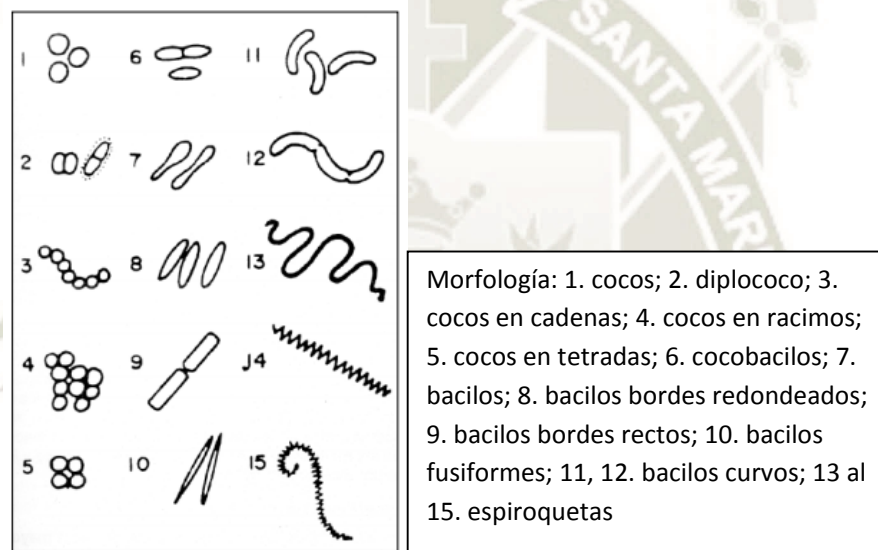 1 6 11
2 7 12
3 8 13
4 9 14
5 10 15
SANTA MAR
Morfología: 1. cocos; 2. diplococo; 3.
cocos en cadenas; 4. cocos en racimos;
5. cocos en tetradas; 6. cocobacilos; 7.
bacilos; 8. bacilos bordes redondeados;
9. bacilos bordes rectos; 10. bacilos
fusiformes; 11, 12. bacilos curvos; 13 al
15. espiroquetas